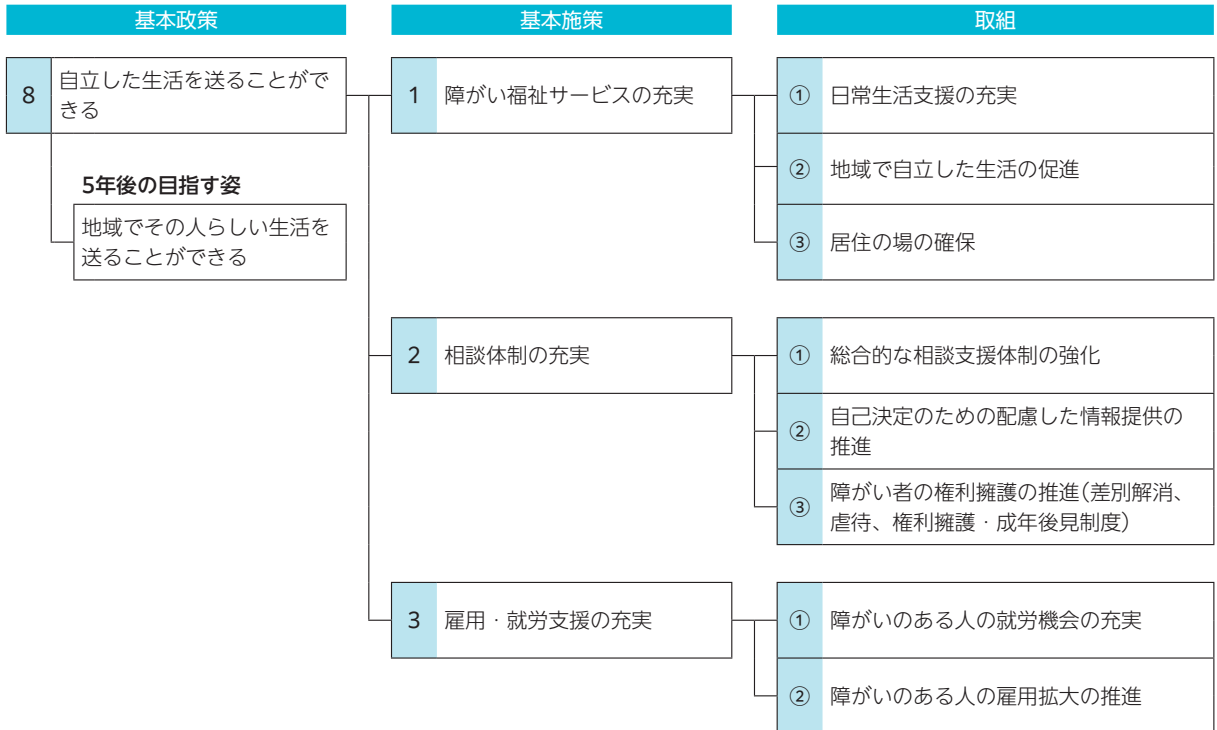 基本政策
基本施策
取組
8 自立した生活を送ることがで
きる
5年後の目指す姿
地域でその人らしい生活を
送ることができる
1 障がい福祉サービスの充実
① 日常生活支援の充実
② 地域で自立した生活の促進
③ 居住の場の確保
2 相談体制の充実
① 総合的な相談支援体制の強化
② 自己決定のための配慮した情報提供の
推進
③ 障がい者の権利擁護の推進(差別解消、
虐待、権利擁護・成年後見制度)
3 雇用・就労支援の充実
① 障がいのある人の就労機会の充実
② 障がいのある人の雇用拡大の推進